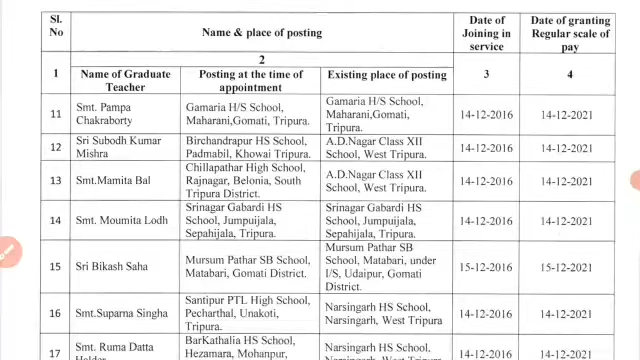 Sl. No
Name & place of posting
Date of Joining in service
Date of granting Regular scale of pay
1
2
3
4
Name of Graduate Teacher
Posting at the time of appointment
Existing place of posting
11
Smt. Pampa
Chakraborty
Gamaria H/S School,
Maharani,Gomati, Tripura.
Gamaria H/S School,
Maharani,Gomati,
Tripura.
14-12-2016
14-12-2021
12
Sri Subodh Kumar
Mishra
Birchandrapur HS School,
Padmabil, Khowai Tripura.
A.D.Nagar Class XII
School, West Tripura.
14-12-2016
14-12-2021
13
Smt.Mamita Bal
Chillapathar High School,
Rajnagar, Belonia, South
Tripura District.
A.D.Nagar Class XII
School, West Tripura.
14-12-2016
14-12-2021
14
Smt. Moumita Lodh
Srinagar Gabardi HS
School, Jumpuijala,
Sepahijala, Tripura.
Srinagar Gabardi HS
School, Jumpuijala,
Sepahijala, Tripura.
14-12-2016
14-12-2021
15
Sri Bikash Saha
Mursum Pathar SB School,
Matabari, Gomati District.
Mursum Pathar SB
School, Matabari, under
I/S, Udaipur, Gomati
District.
15-12-2016
15-12-2021
16
Smt.Suparna Singha
Santipur PTL High School,
Pecharthal, Unakoti,
Tripura.
Narsingarh HS School,
Narsingarh, West Tripura
14-12-2016
14-12-2021
17
Smt. Ruma Datta
Halder
BarKathalia HS School,
Hezamara, Mohanpur,
Narsingarh HS School,
Narsingarh, West Tripura
14-12-2016
14-12-2021